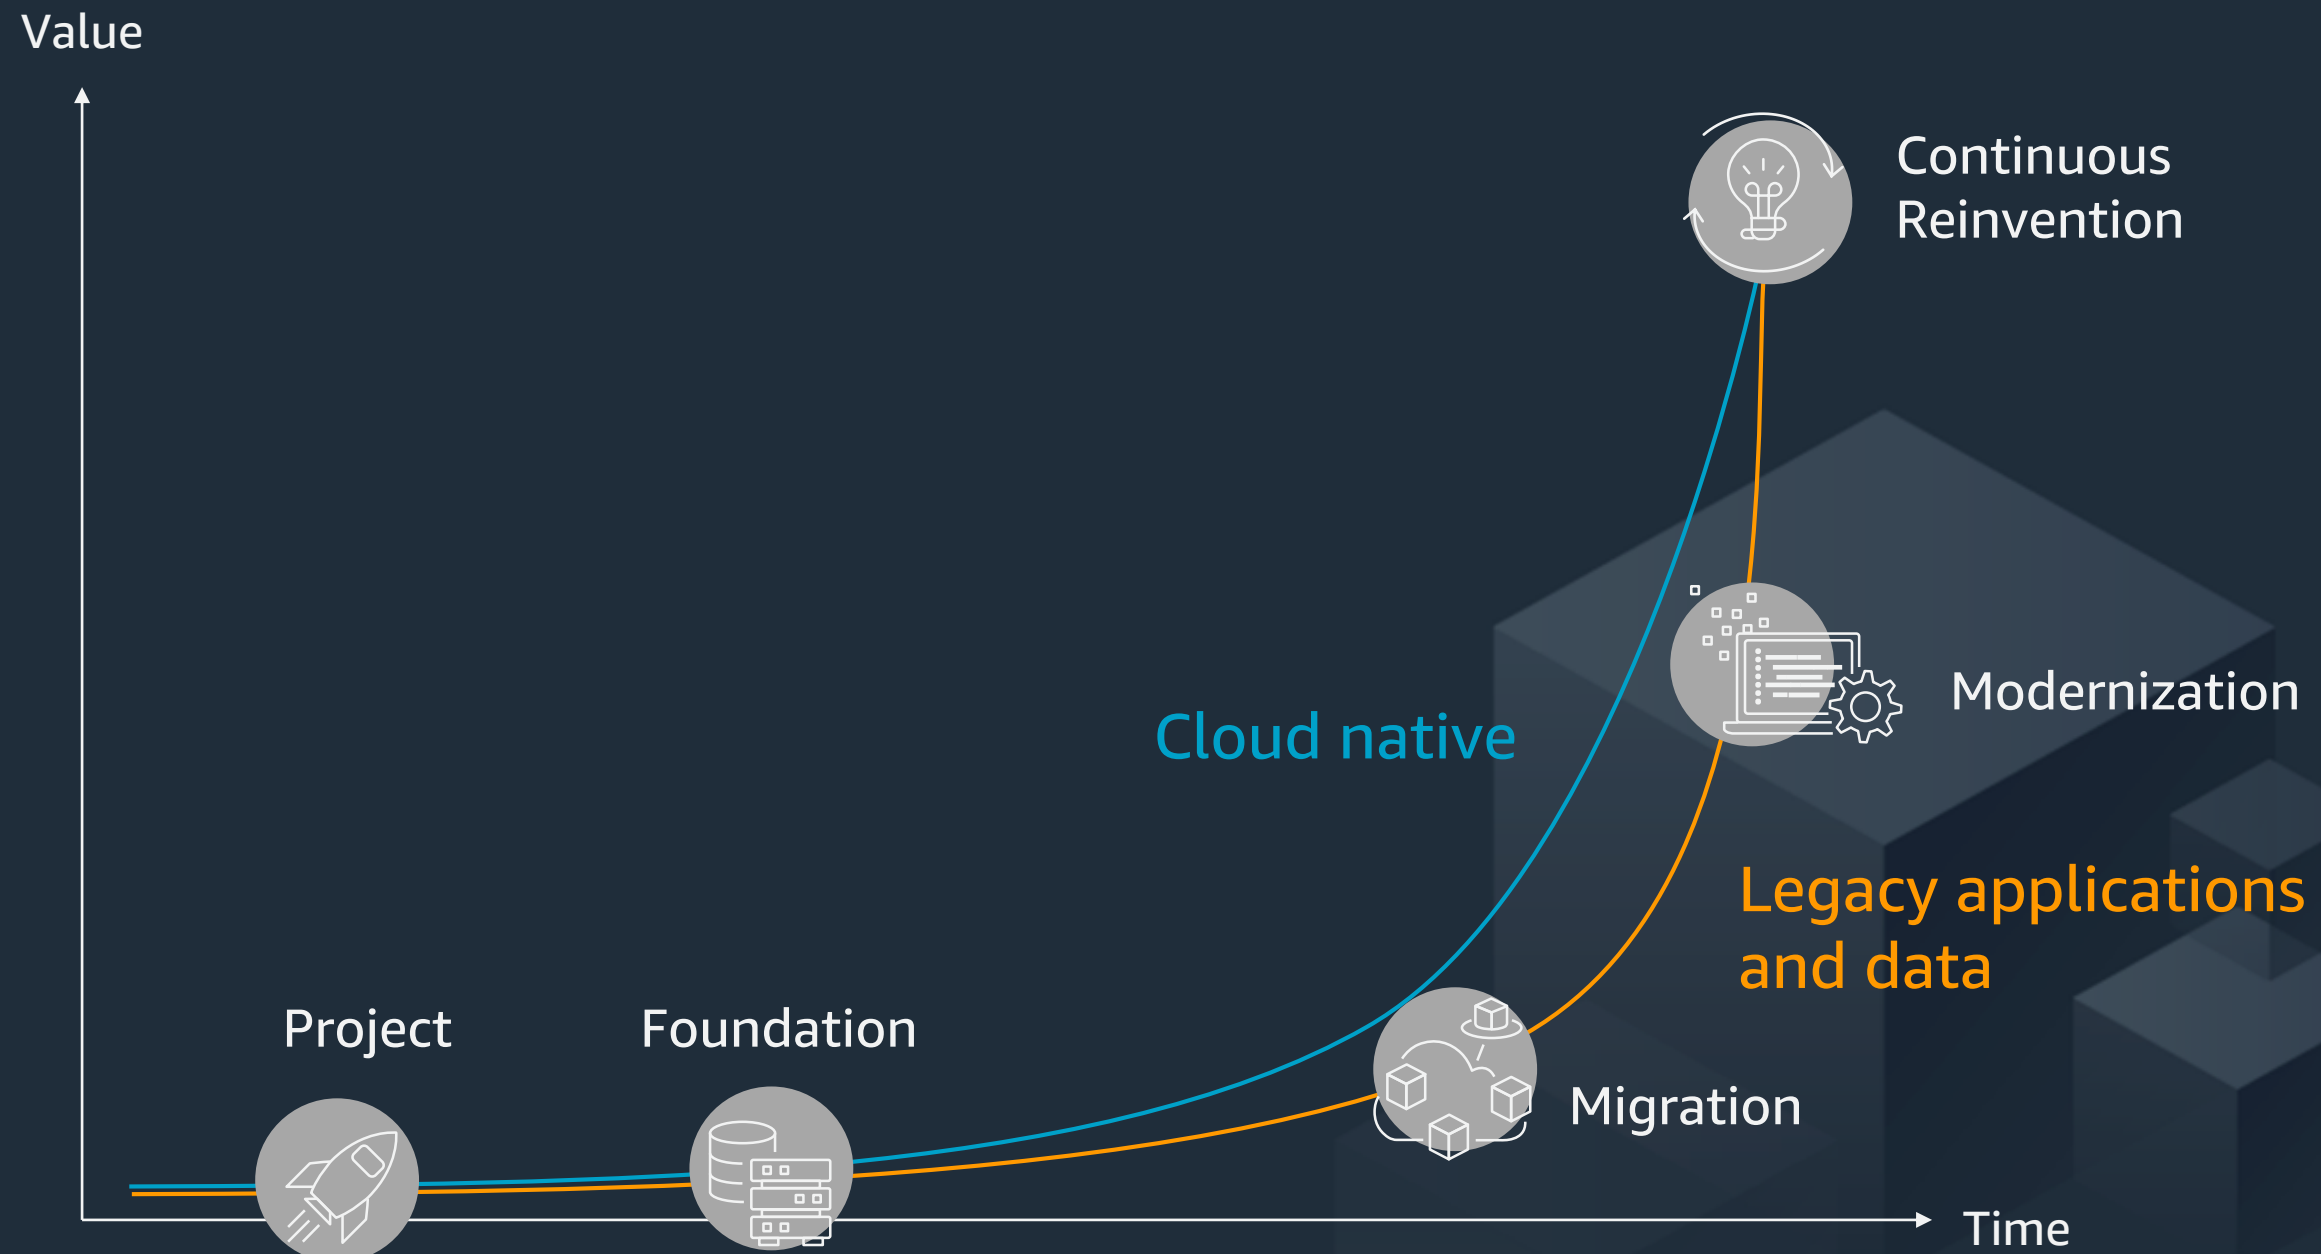 Value
Continuous
Reinvention
Modernization
Cloud native
Legacy applications
and data
Project
Foundation
Migration
Time